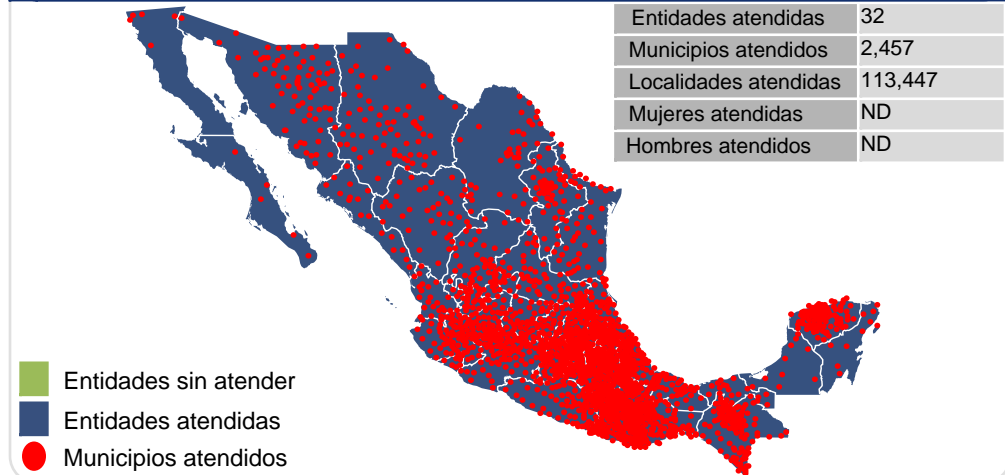 Entidades atendidas 32
Municipios atendidos 2,457
Localidades atendidas 113,447
Mujeres atendidas ND
Hombres atendidos ND
Entidades sin atender
Entidades atendidas
Municipios atendidos